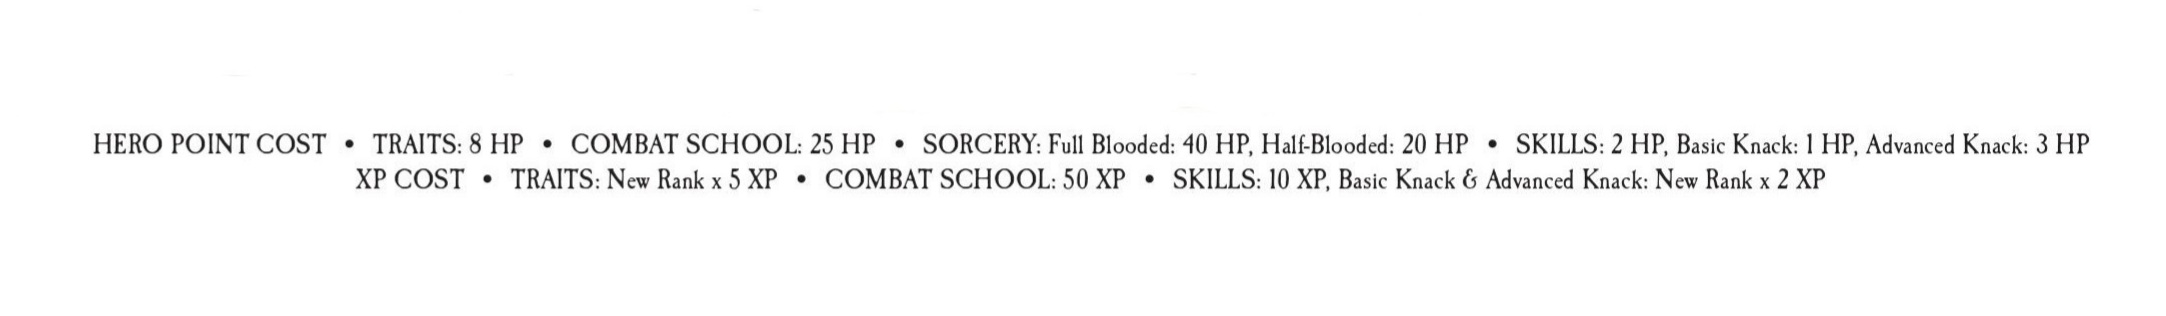 HERO POINT COST • TRAITS: 8 HP • COMBAT SCHOOL: 25 HP • SORCERY: Full Blooded: 40 HP, Half-Blooded: 20 HP • SKILLS: 2 HP, Basic Knack: 1 HP, Advanced Knack: 3 HP
XP COST • TRAITS: New Rank x 5 XP • COMBAT SCHOOL: 50 XP • SKILLS: 10 XP, Basic Knack & Advanced Knack: New Rank x 2 XP